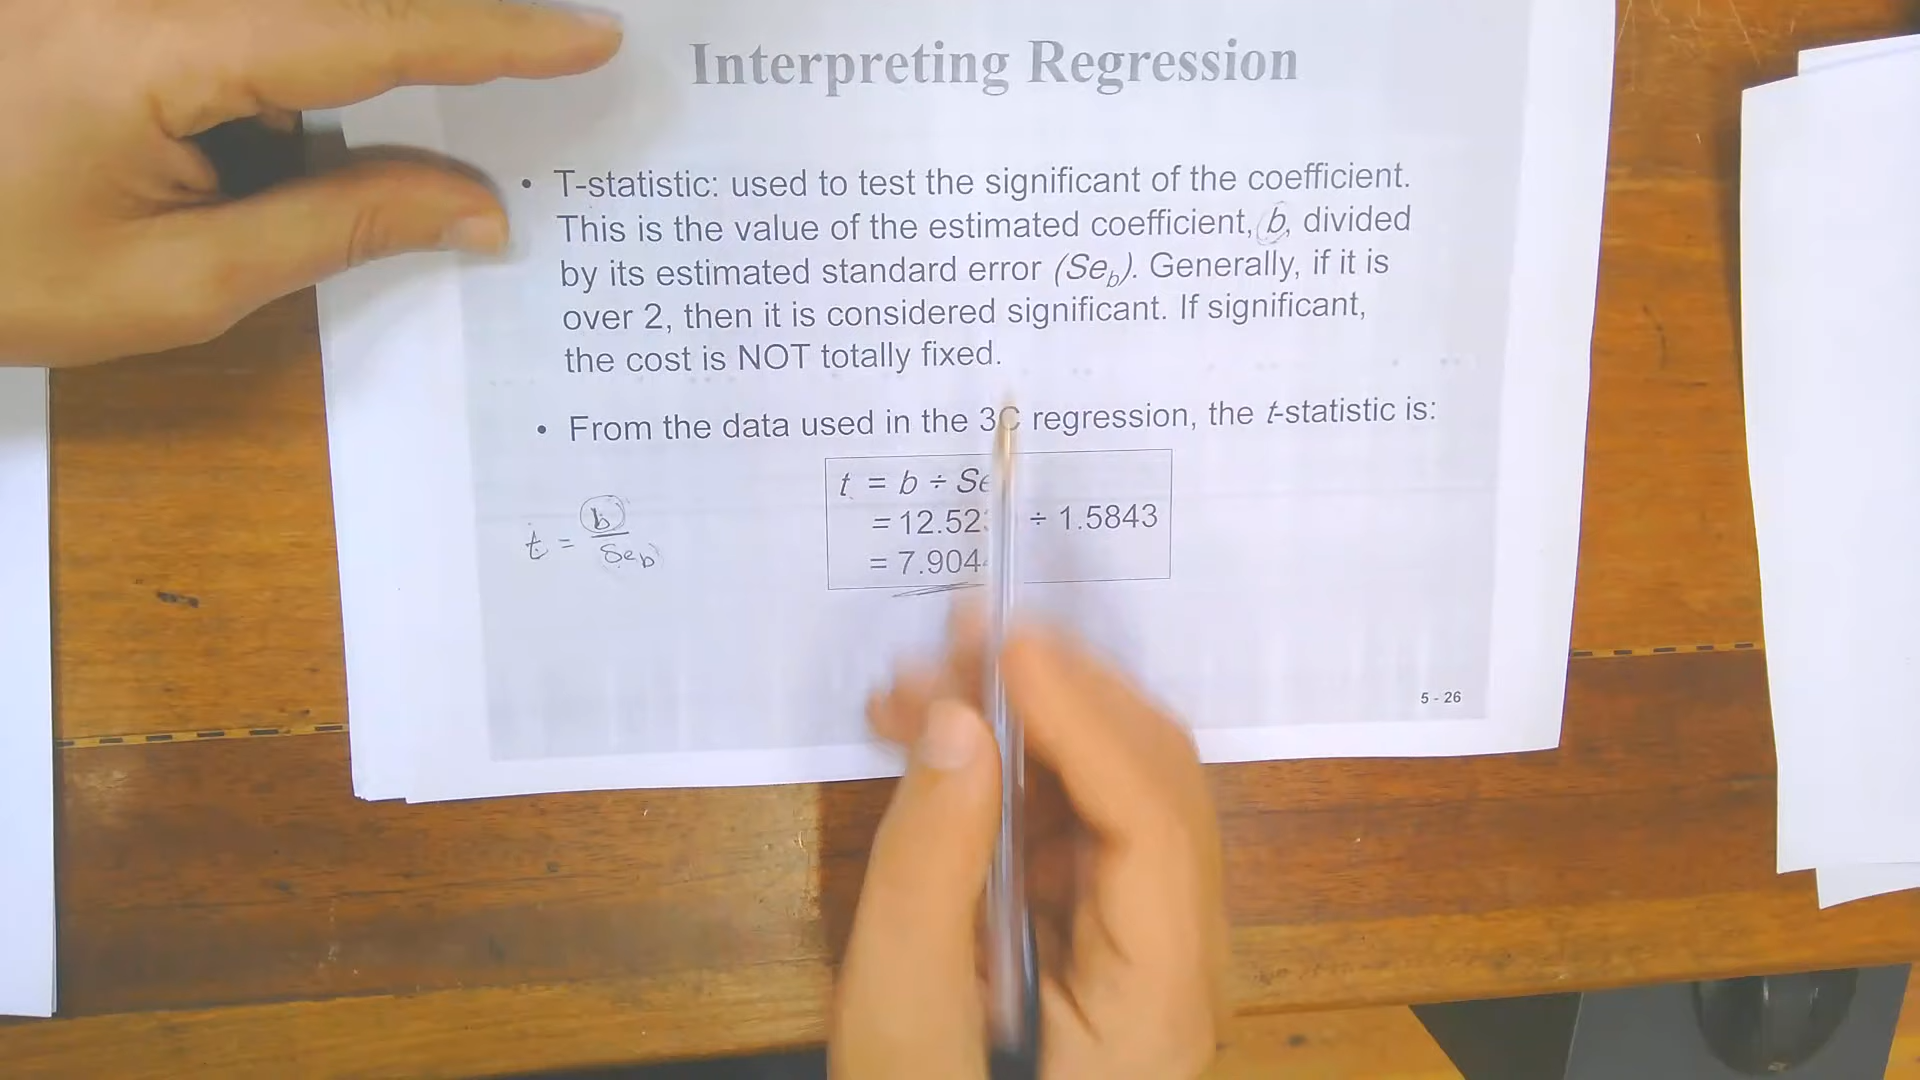 Interpreting Regression
• T-statistic: used to test the significant of the coefficient.
This is the value of the estimated coefficient, b, divided
by its estimated standard error (Seb). Generally, if it is
over 2, then it is considered significant. If significant,
the cost is NOT totally fixed.
• From the data used in the 3C regression, the t-statistic is:
t = b ÷
= ÷ 1.5843
=
t = b
Seb
5 - 26